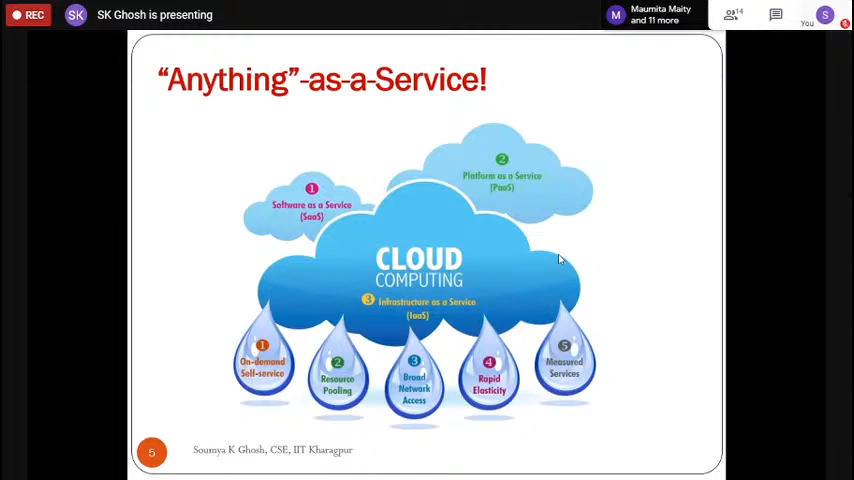 REC
SK
SK Ghosh is presenting
M
Maumita Maity
and 11 more
14
You
S
“Anything”-as-a-Service!
1
Software as a Service
(SaaS)
2
Platform as a Service
(PaaS)
CLOUD
COMPUTING
3 Infrastructure as a Service
(IaaS)
1
On-demand
Self-service
2
Resource
Pooling
3
Broad
Network
Access
4
Rapid
Elasticity
5
Measured
Services
5
Soumya K Ghosh, CSE, IIT Kharagpur